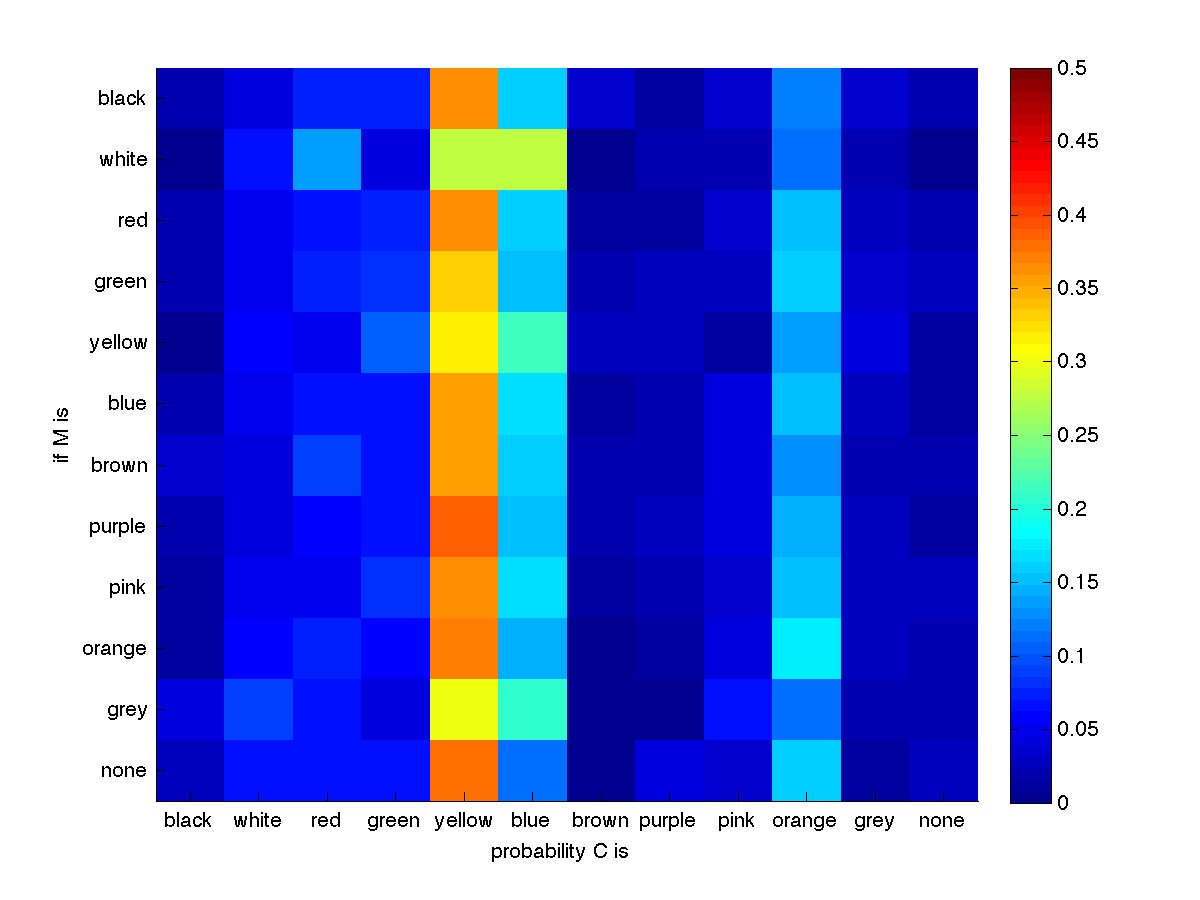 black
white
red
green
yellow
blue
brown
purple
pink
orange
grey
none
if M is
black white red green yellow blue brown purple pink orange grey none
probability C is
0.5
0.45
0.4
0.35
0.3
0.25
0.2
0.15
0.1
0.05
0